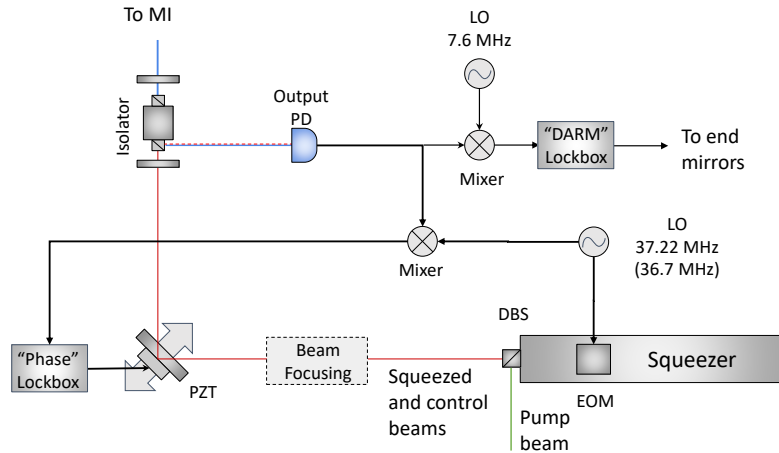 To MI
LO
7.6 MHz
Output
PD
Isolator
Mixer
"DARM"
Lockbox
To end
mirrors
Mixer
LO
37.22 MHz
(36.7 MHz)
"Phase"
Lockbox
PZT
Beam
Focusing
DBS
Squeezer
EOM
Squeezed
and control
beams
Pump
beam